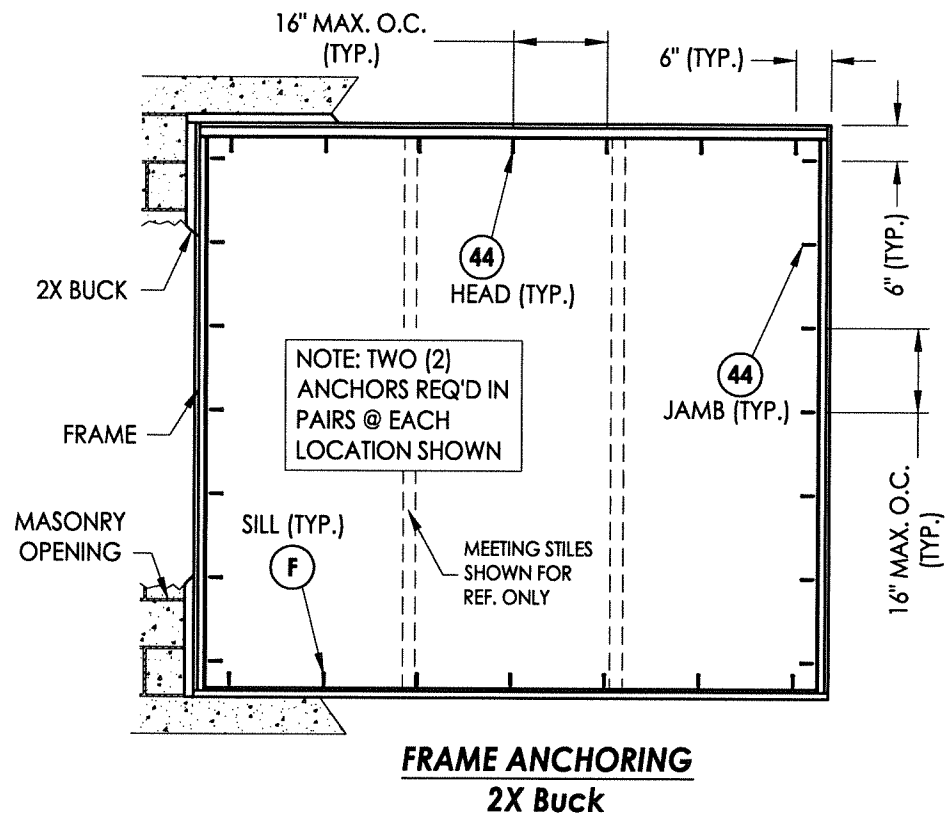 16" MAX. O.C.
(TYP.)
6" (TYP.)
6" (TYP.)
2X BUCK
44
HEAD (TYP.)
NOTE: TWO (2)
ANCHORS REQ'D IN
PAIRS @ EACH
LOCATION SHOWN
44
JAMB (TYP.)
FRAME
16" MAX. O.C.
(TYP.)
MASONRY
OPENING
SILL (TYP.)
F
MEETING STILES
SHOWN FOR
REF. ONLY
FRAME ANCHORING
2X Buck